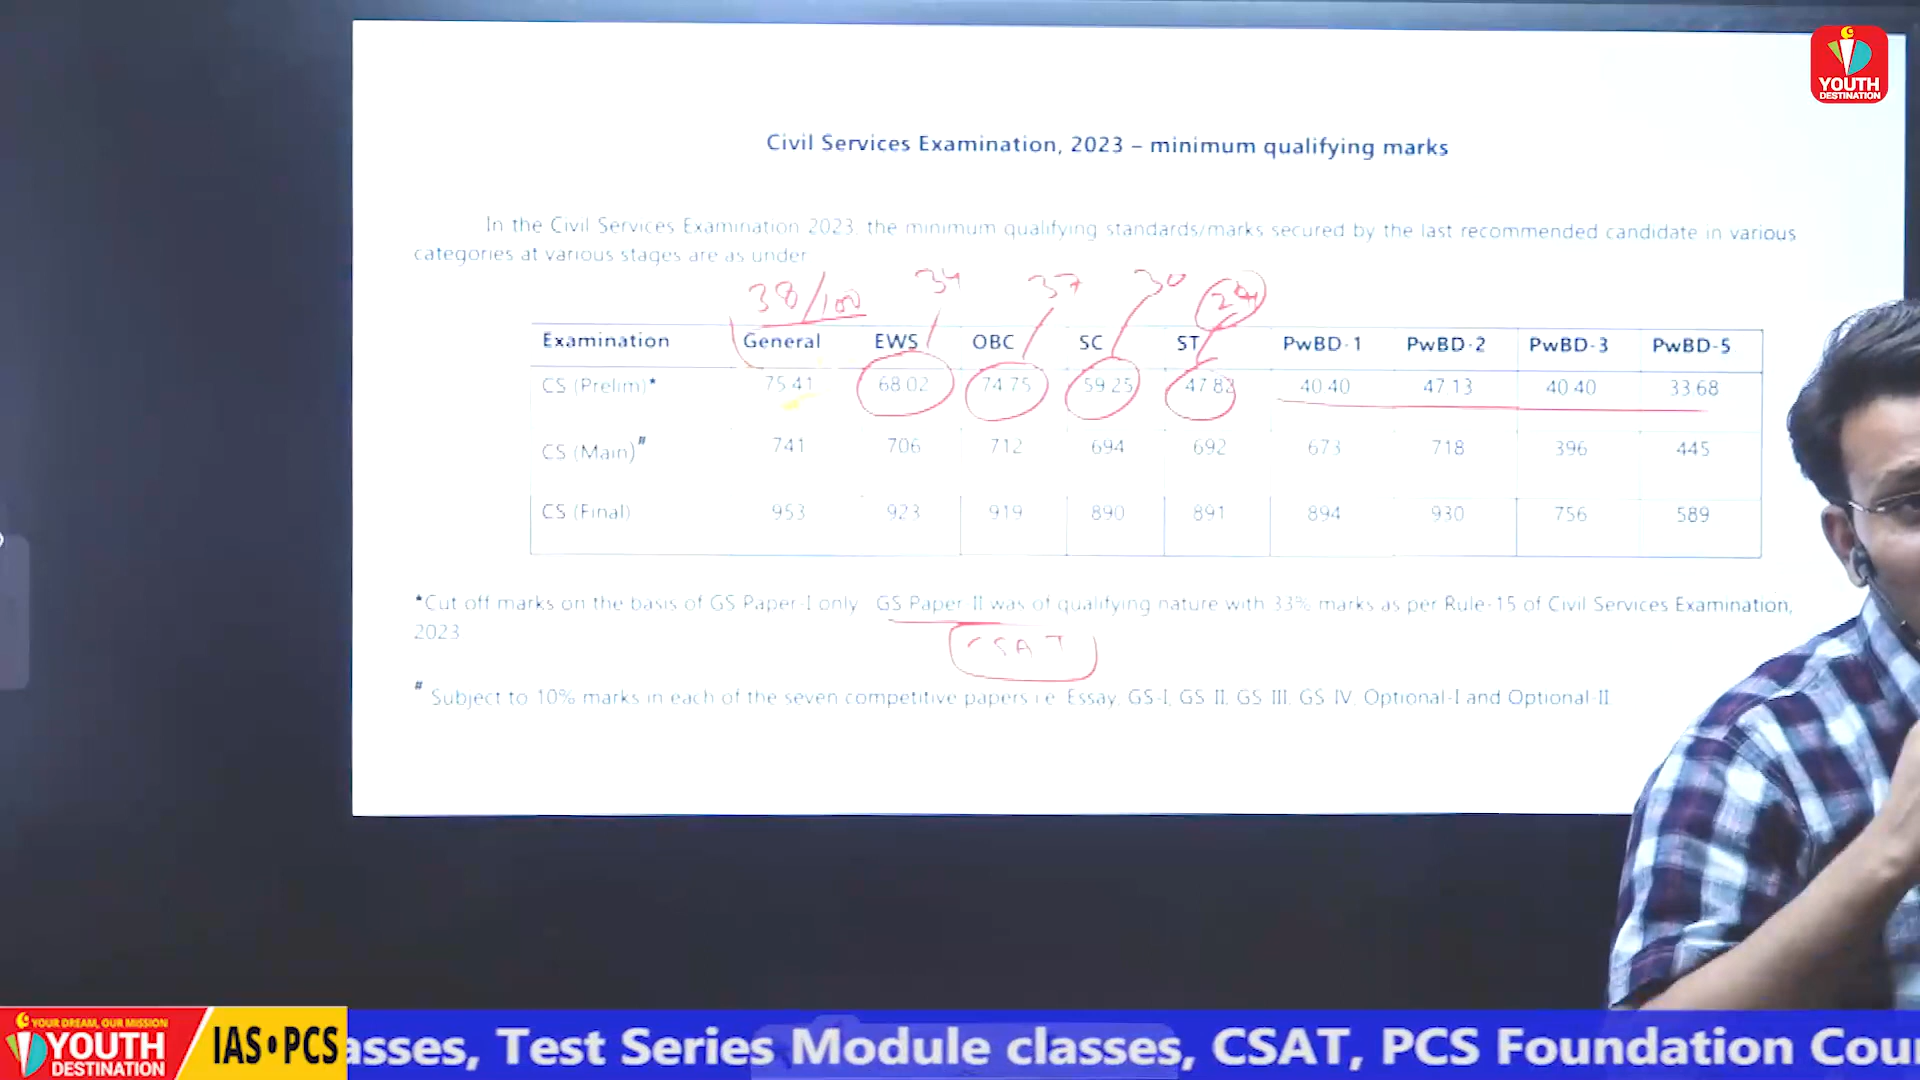 YOUTH
DESTINATION
Civil Services Examination, 2023 – minimum qualifying marks
In the Civil Services Examination 2023, the minimum qualifying standards/marks secured by the last recommended candidate in various
categories at various stages are as under
38/100 34 37 30 24
Examination General EWS OBC SC ST PwBD-1 PwBD-2 PwBD-3 PwBD-5
CS (Prelim)* 75.41 68.02 74.75 59.25 47.82 40.40 47.13 40.40 33.68
CS (Main)# 741 706 712 694 692 673 718 396 445
CS (Final) 953 923 919 890 891 894 930 756 589
*Cut off marks on the basis of GS Paper-I only. GS Paper II was of qualifying nature with 33% marks as per Rule-15 of Civil Services Examination,
2023
CSAT
# Subject to 10% marks in each of the seven competitive papers i.e. Essay, GS-I, GS II, GS III, GS IV, Optional-I and Optional-II.
YOUR DREAM, OUR MISSION
YOUTH
DESTINATION
IAS•PCS
asses, Test Series Module classes, CSAT, PCS Foundation Cour